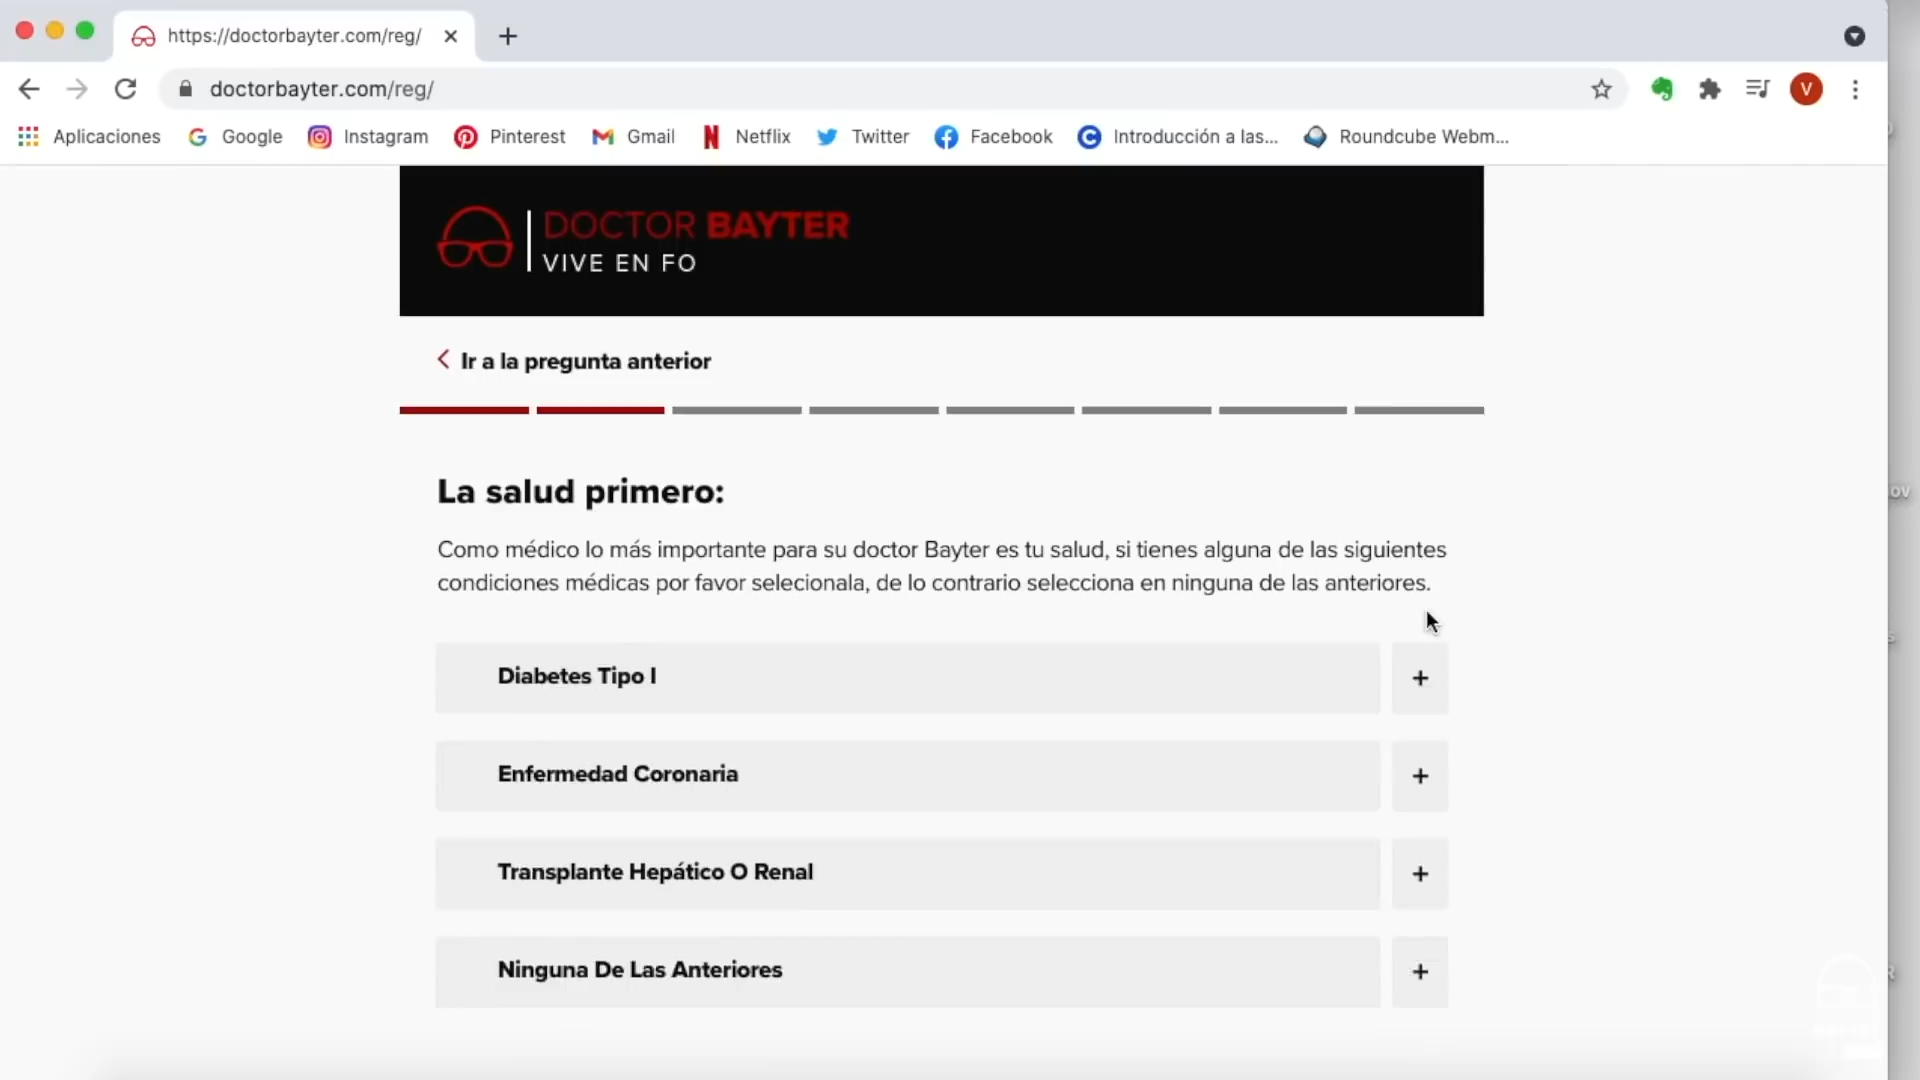 https://doctorbayter.com/reg/
doctorbayter.com/reg/
V
Aplicaciones Google Instagram Pinterest Gmail Netflix Twitter Facebook Introducción a las... Roundcube Webm...
DOCTOR BAYTER
VIVE EN FO
Ir a la pregunta anterior
La salud primero:
Como médico lo más importante para su doctor Bayter es tu salud, si tienes alguna de las siguientes
condiciones médicas por favor selecionala, de lo contrario selecciona en ninguna de las anteriores.
Diabetes Tipo I +
Enfermedad Coronaria +
Transplante Hepático O Renal +
Ninguna De Las Anteriores +